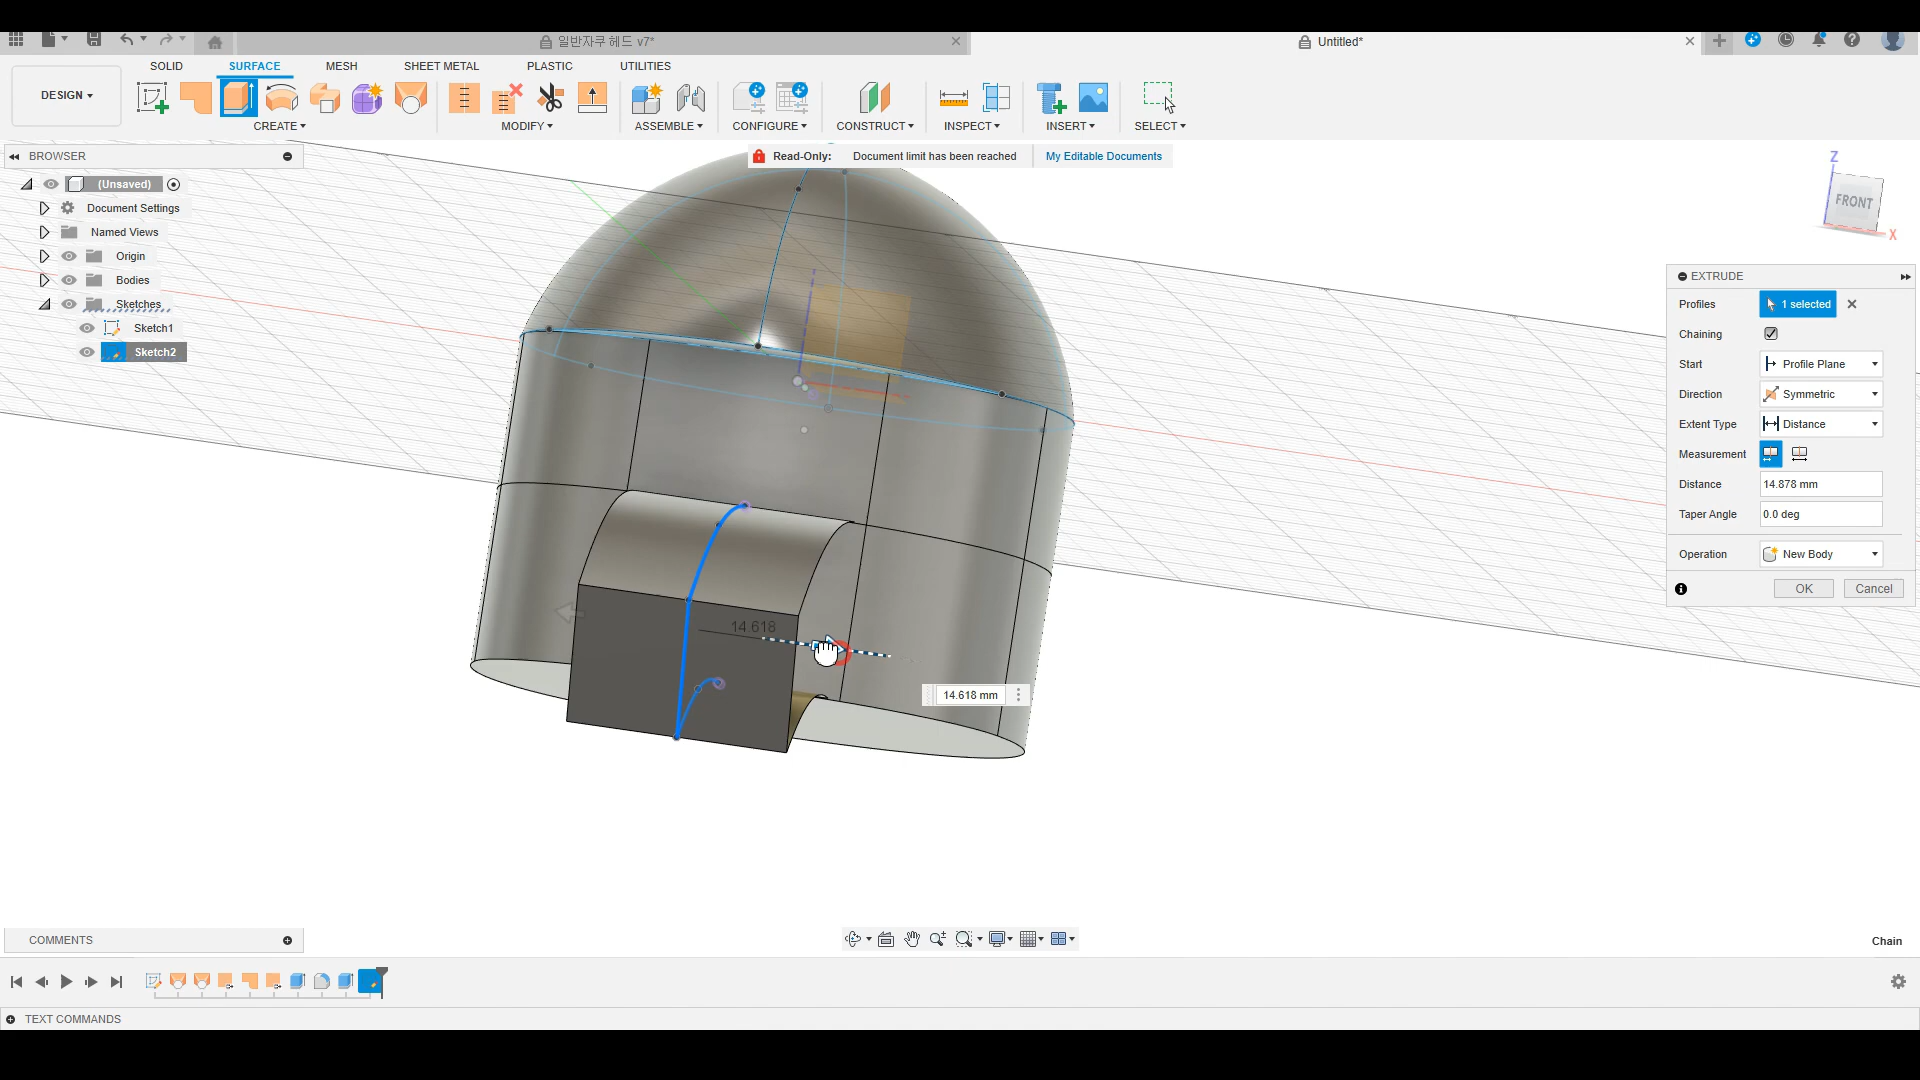 일반자쿠 헤드 v7*
Untitled*
SOLID
SURFACE
MESH
SHEET METAL
PLASTIC
UTILITIES
DESIGN
CREATE
MODIFY
ASSEMBLE
CONFIGURE
CONSTRUCT
INSPECT
INSERT
SELECT
BROWSER
Read-Only:
Document limit has been reached
My Editable Documents
(Unsaved)
Document Settings
Named Views
Origin
Bodies
Sketches
Sketch1
Sketch2
Z
FRONT
X
EXTRUDE
Profiles
1 selected
Chaining
Start
Profile Plane
Direction
Symmetric
Extent Type
Distance
Measurement
Distance
14.878 mm
Taper Angle
0.0 deg
Operation
New Body
OK
Cancel
14.618
14.618 mm
COMMENTS
Chain
TEXT COMMANDS